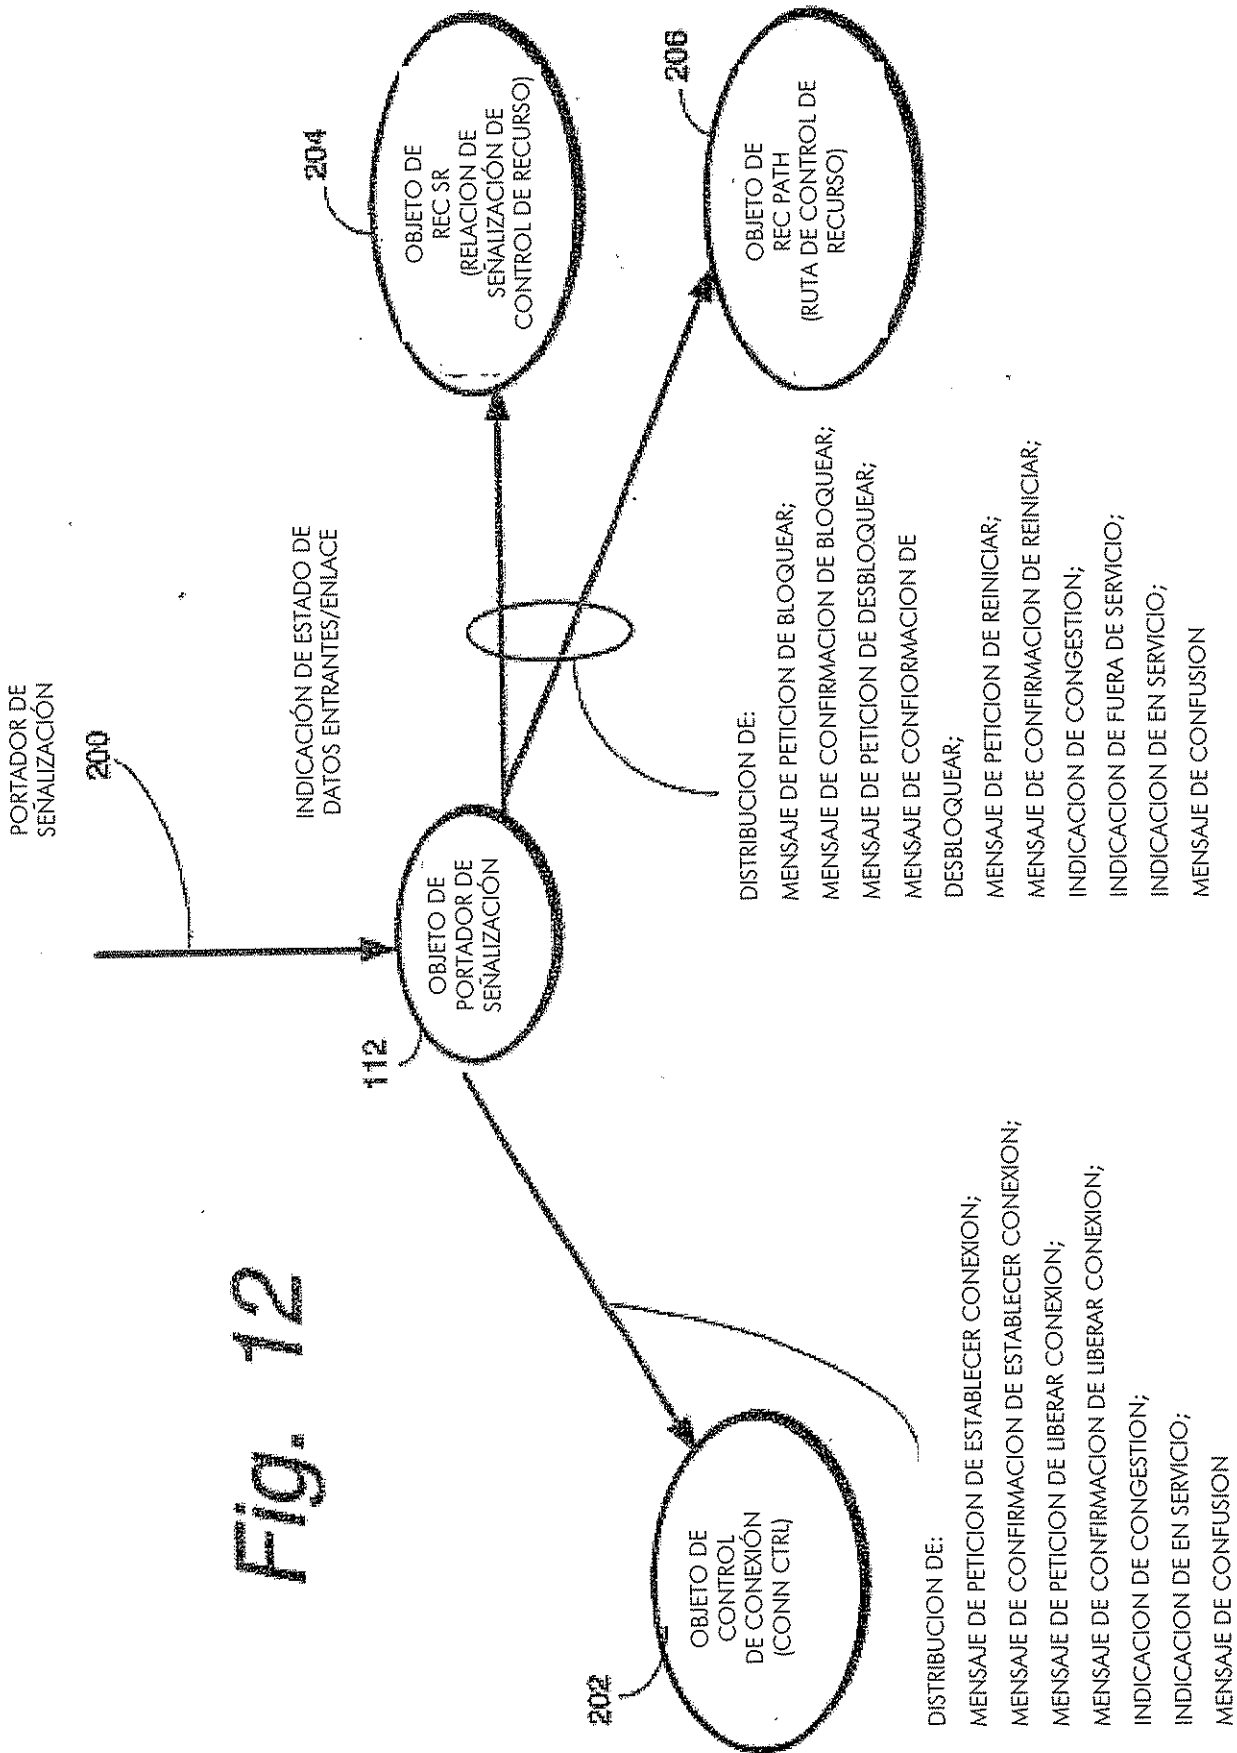 Fig. 12
PORTADOR DE
SEÑALIZACIÓN
200
INDICACIÓN DE ESTADO DE
DATOS ENTRANTES/ENLACE
112
OBJETO DE
PORTADOR DE
SEÑALIZACIÓN
204
OBJETO DE
REC SR
(RELACION DE
SEÑALIZACIÓN DE
CONTROL DE RECURSO)
206
OBJETO DE
REC PATH
(RUTA DE CONTROL DE
RECURSO)
202
OBJETO DE
CONTROL
DE CONEXIÓN
(CONN CTRL)
DISTRIBUCION DE:
MENSAJE DE PETICION DE BLOQUEAR;
MENSAJE DE CONFIRMACION DE BLOQUEAR;
MENSAJE DE PETICION DE DESBLOQUEAR;
MENSAJE DE CONFIORMACION DE
DESBLOQUEAR;
MENSAJE DE PETICION DE REINICIAR;
MENSAJE DE CONFIRMACION DE REINICIAR;
INDICACION DE CONGESTION;
INDICACION DE FUERA DE SERVICIO;
INDICACION DE EN SERVICIO;
MENSAJE DE CONFUSION
DISTRIBUCION DE:
MENSAJE DE PETICION DE ESTABLECER CONEXION;
MENSAJE DE CONFIRMACION DE ESTABLECER CONEXION;
MENSAJE DE PETICION DE LIBERAR CONEXION;
MENSAJE DE CONFIRMACION DE LIBERAR CONEXION;
INDICACION DE CONGESTION;
INDICACION DE EN SERVICIO;
MENSAJE DE CONFUSION